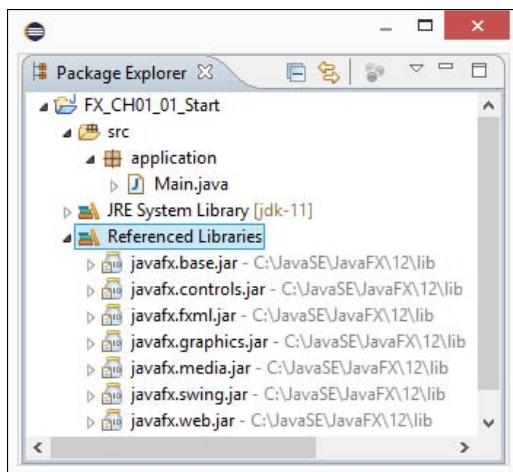 Package Explorer
FX_CH01_01_Start
src
application
Main.java
JRE System Library [jdk-11]
Referenced Libraries
javafx.base.jar - C:\JavaSE\JavaFX\12\lib
javafx.controls.jar - C:\JavaSE\JavaFX\12\lib
javafx.fxml.jar - C:\JavaSE\JavaFX\12\lib
javafx.graphics.jar - C:\JavaSE\JavaFX\12\lib
javafx.media.jar - C:\JavaSE\JavaFX\12\lib
javafx.swing.jar - C:\JavaSE\JavaFX\12\lib
javafx.web.jar - C:\JavaSE\JavaFX\12\lib